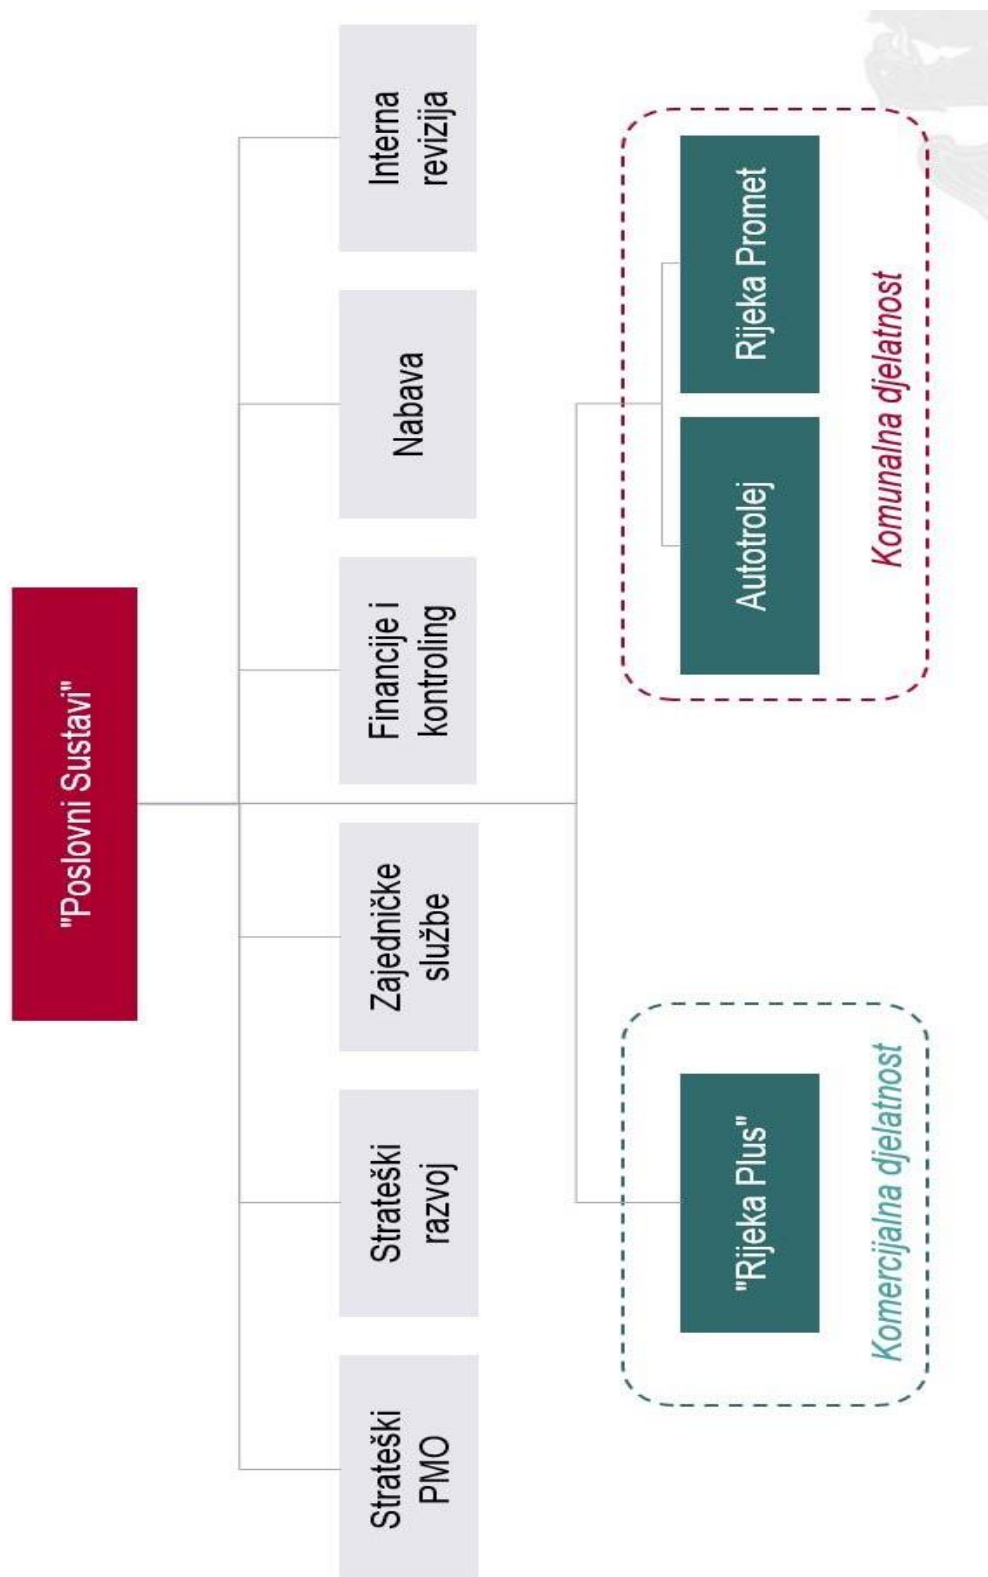 "Poslovni Sustavi"
Strateški
PMO
Strateški
razvoj
Zajedničke
službe
Financije i
kontroling
Nabava
Interna
revizija
"Rijeka Plus"
Komercijalna djelatnost
Autotrolej
Rijeka Promet
Komunalna djelatnost